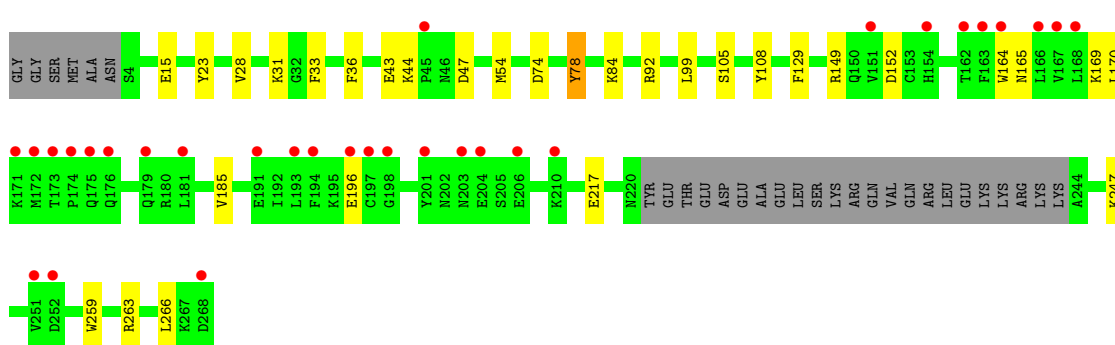 GLY GLY SER MET ALA ASN S4 E15 Y23 V28 K31 G32 F33 F36 E43 K44 P45 N46 D47 M54 D74 Y78 K84 R92 L99 S105 Y108 F129 R149 Q150 V151 D152 C153 H154 T162 F163 W164 N165 L166 V167 L168 K169 L170
K171 M172 T173 P174 Q175 Q176 Q179 R180 L181 V185 E191 I192 L193 F194 K195 E196 C197 G198 Y201 N202 N203 E204 S205 E206 K210 E217 N220 TYR GLU THR GLU ASP GLU ALA GLU LEU SER LYS ARG GLN VAL GLN ARG LEU GLU LYS LYS ARG LYS LYS A244 K247
V251 D252 W259 R263 L266 K267 D268